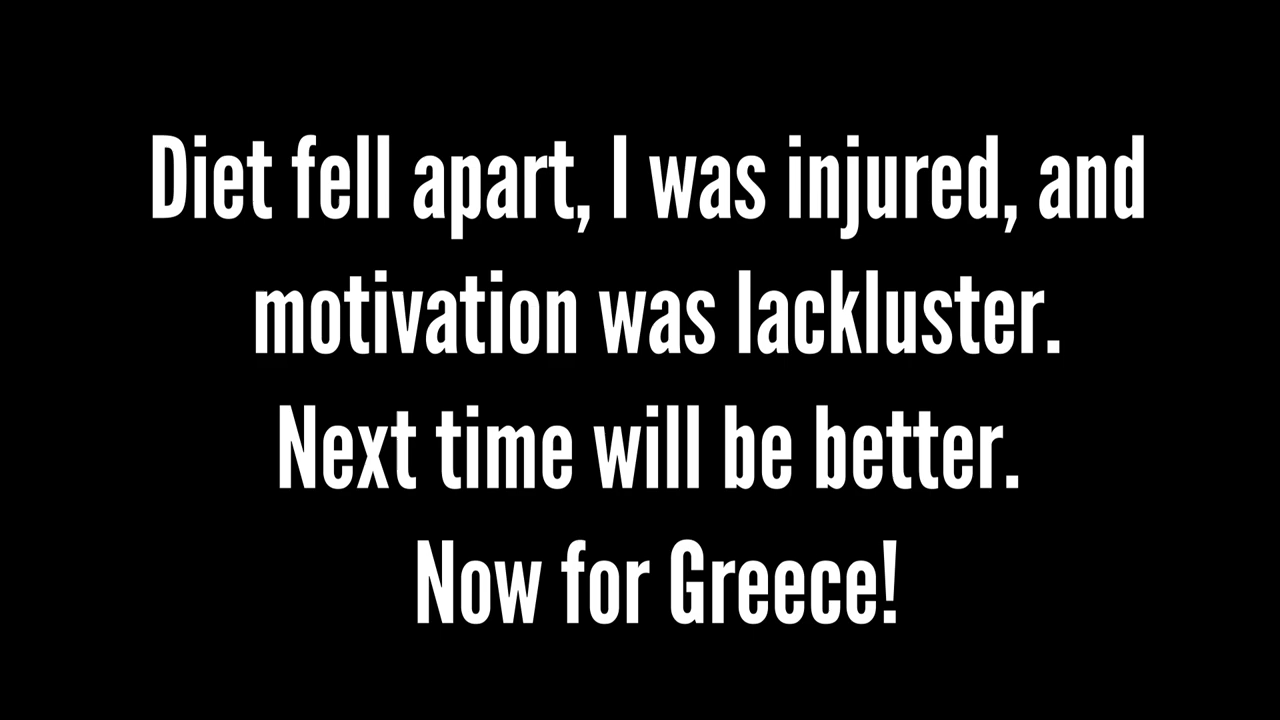 Diet fell apart, I was injured, and
motivation was lackluster.
Next time will be better.
Now for Greece!